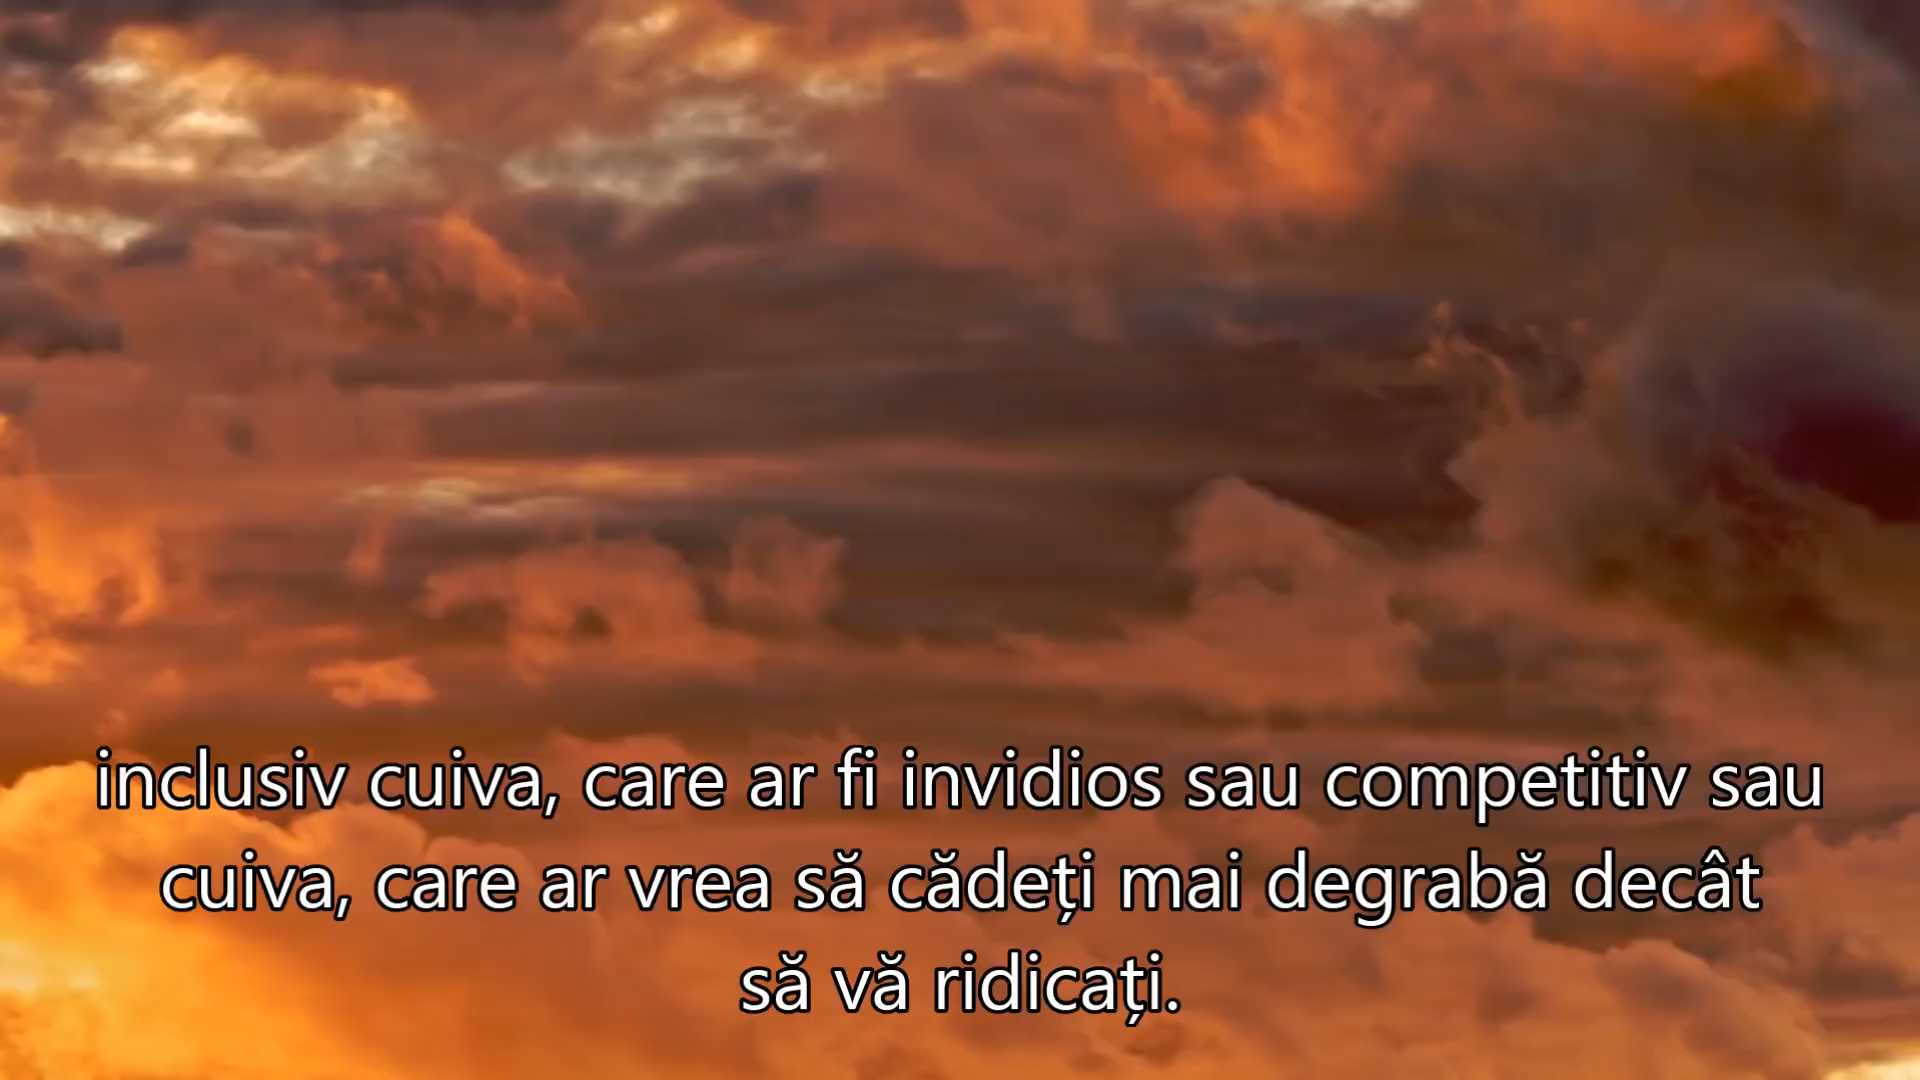 inclusiv cuiva, care ar fi invidios sau competitiv sau
cuiva, care ar vrea să cădeți mai degrabă decât
să vă ridicați.